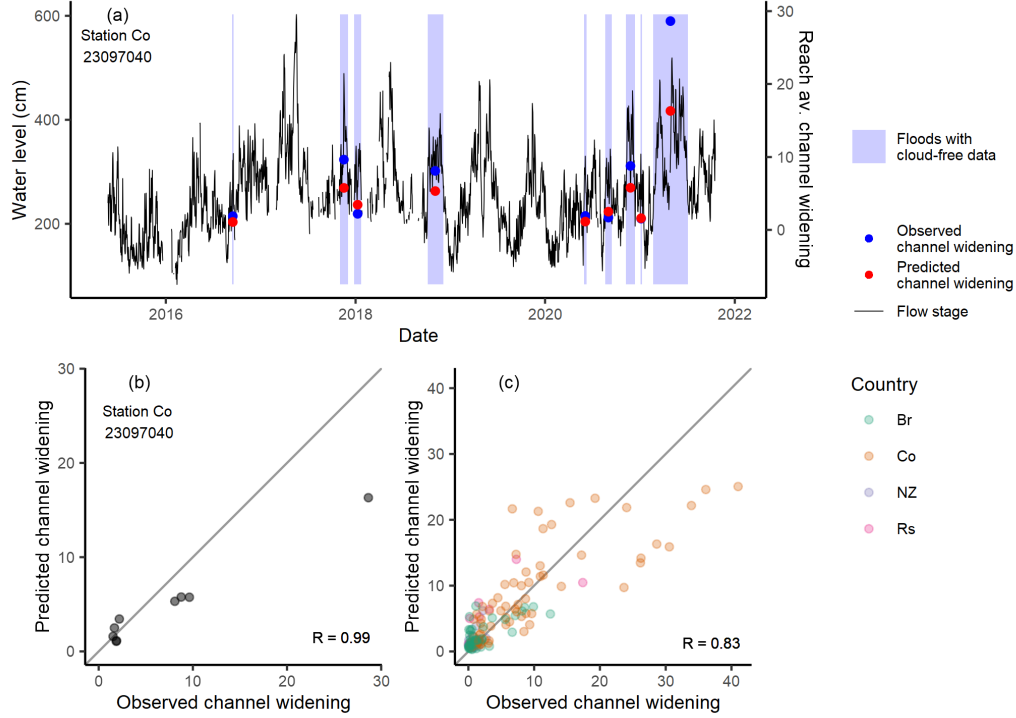 (a)
Station Co
23097040
600
400
200
Water level (cm)
30
20
10
0
Reach av. channel widening
2016
2018
2020
2022
Date
Floods with
cloud-free data
Observed
channel widening
Predicted
channel widening
Flow stage
(b)
Station Co
23097040
30
20
10
0
Predicted channel widening
R = 0.99
0
10
20
30
Observed channel widening
(c)
40
30
20
10
0
Predicted channel widening
R = 0.83
0
10
20
30
40
Observed channel widening
Country
Br
Co
NZ
Rs